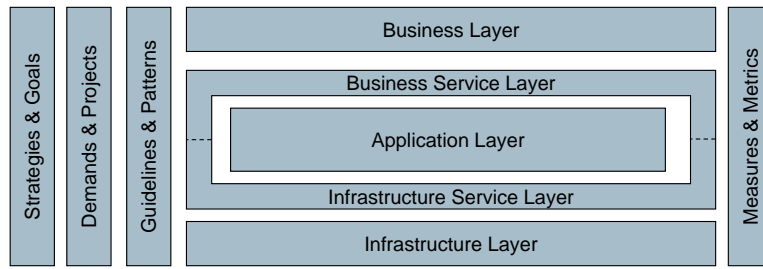 Strategies & Goals
Demands & Projects
Guidelines & Patterns
Business Layer
Business Service Layer
Application Layer
Infrastructure Service Layer
Infrastructure Layer
Measures & Metrics